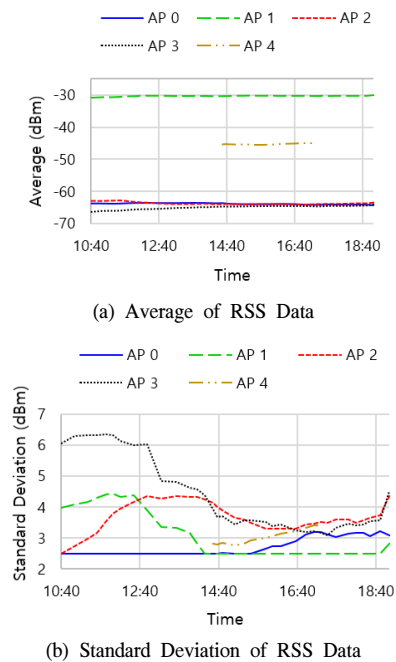 AP 0 AP 1 AP 2
AP 3 AP 4
Average (dBm)
-30
-40
-50
-60
-70
10:40 12:40 14:40 16:40 18:40
Time
(a) Average of RSS Data
AP 0 AP 1 AP 2
AP 3 AP 4
Standard Deviation (dBm)
7
6
5
4
3
2
10:40 12:40 14:40 16:40 18:40
Time
(b) Standard Deviation of RSS Data